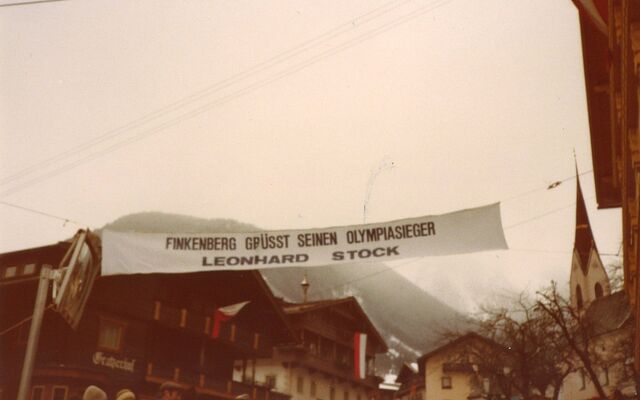 FINKENBERG GRÜSST SEINEN OLYMPIASIEGER
LEONHARD STOCK